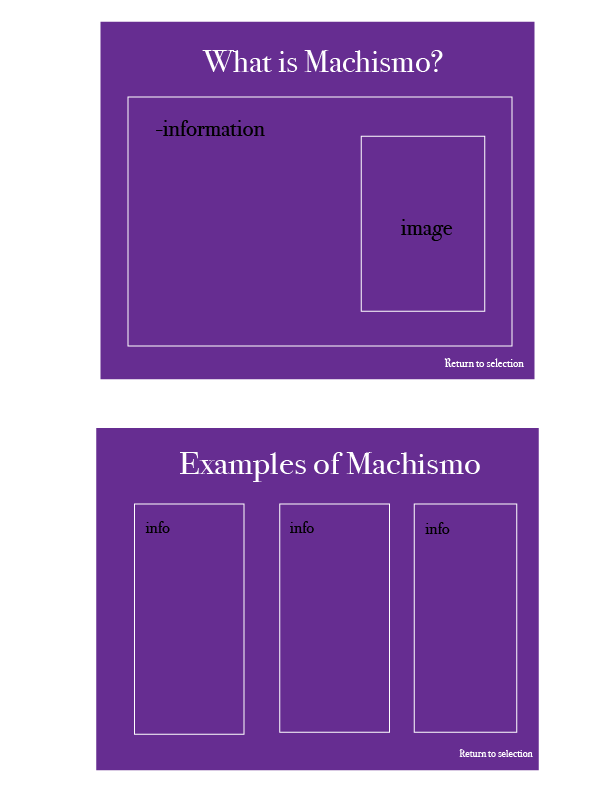 What is Machismo?
-information
image
Return to selection
Examples of Machismo
info
info
info
Return to selection